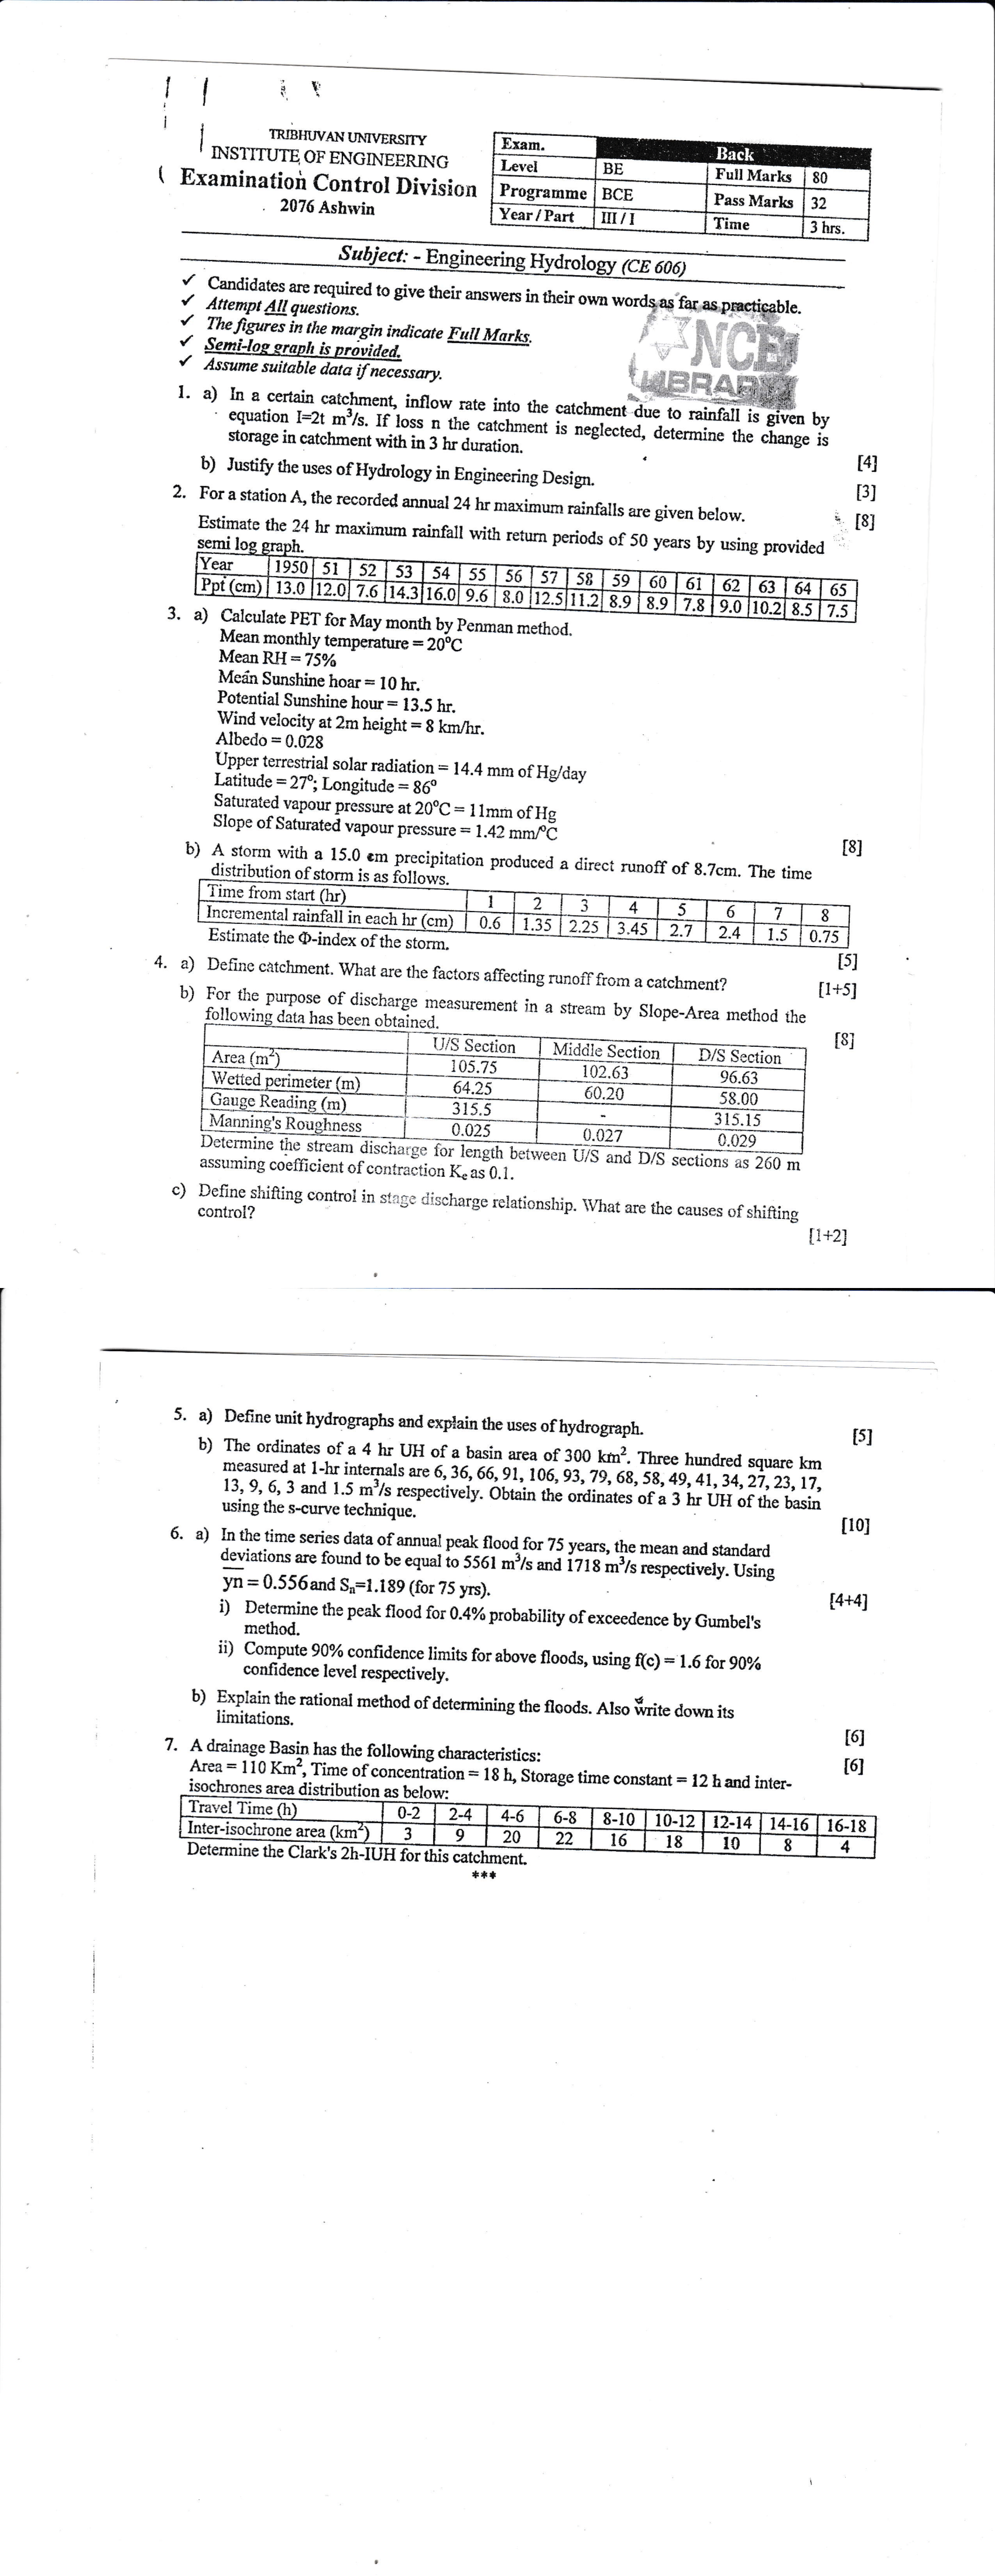 TRIBHUVAN UNIVERSITY
INSTITUTE OF ENGINEERING
Examination Control Division
2076 Ashwin
Exam. Back
Level BE Full Marks 80
Programme BCE Pass Marks 32
Year / Part III / I Time 3 hrs.
Subject: - Engineering Hydrology (CE 606)
✓ Candidates are required to give their answers in their own words as far as practicable.
✓ Attempt All questions.
✓ The figures in the margin indicate Full Marks.
✓ Semi-log graph is provided.
✓ Assume suitable data if necessary.
NCE
LIBRARY
1. a) In a certain catchment, inflow rate into the catchment due to rainfall is given by
equation I=2t m³/s. If loss n the catchment is neglected, determine the change is
storage in catchment with in 3 hr duration. [4]
b) Justify the uses of Hydrology in Engineering Design. [3]
2. For a station A, the recorded annual 24 hr maximum rainfalls are given below. [8]
Estimate the 24 hr maximum rainfall with return periods of 50 years by using provided
semi log graph.
Year 1950 51 52 53 54 55 56 57 58 59 60 61 62 63 64 65
Ppt (cm) 13.0 12.0 7.6 14.3 16.0 9.6 8.0 12.5 11.2 8.9 8.9 7.8 9.0 10.2 8.5 7.5
3. a) Calculate PET for May month by Penman method.
Mean monthly temperature = 20°C
Mean RH = 75%
Mean Sunshine hoar = 10 hr.
Potential Sunshine hour = 13.5 hr.
Wind velocity at 2m height = 8 km/hr.
Albedo = 0.028
Upper terrestrial solar radiation = 14.4 mm of Hg/day
Latitude = 27°; Longitude = 86°
Saturated vapour pressure at 20°C = 11mm of Hg
Slope of Saturated vapour pressure = 1.42 mm/°C [8]
b) A storm with a 15.0 cm precipitation produced a direct runoff of 8.7cm. The time
distribution of storm is as follows.
Time from start (hr) 1 2 3 4 5 6 7 8
Incremental rainfall in each hr (cm) 0.6 1.35 2.25 3.45 2.7 2.4 1.5 0.75
Estimate the Φ-index of the storm. [5]
4. a) Define catchment. What are the factors affecting runoff from a catchment? [1+5]
b) For the purpose of discharge measurement in a stream by Slope-Area method the
following data has been obtained. [8]
U/S Section Middle Section D/S Section
Area (m²) 105.75 102.63 96.63
Wetted perimeter (m) 64.25 60.20 58.00
Gauge Reading (m) 315.5 - 315.15
Manning's Roughness 0.025 0.027 0.029
Determine the stream discharge for length between U/S and D/S sections as 260 m
assuming coefficient of contraction Kₑ as 0.1.
c) Define shifting control in stage discharge relationship. What are the causes of shifting
control? [1+2]
5. a) Define unit hydrographs and explain the uses of hydrograph. [5]
b) The ordinates of a 4 hr UH of a basin area of 300 km². Three hundred square km
measured at 1-hr internals are 6, 36, 66, 91, 106, 93, 79, 68, 58, 49, 41, 34, 27, 23, 17,
13, 9, 6, 3 and 1.5 m³/s respectively. Obtain the ordinates of a 3 hr UH of the basin
using the s-curve technique. [10]
6. a) In the time series data of annual peak flood for 75 years, the mean and standard
deviations are found to be equal to 5561 m³/s and 1718 m³/s respectively. Using
yn = 0.556 and Sₙ=1.189 (for 75 yrs). [4+4]
i) Determine the peak flood for 0.4% probability of exceedence by Gumbel's
method.
ii) Compute 90% confidence limits for above floods, using f(c) = 1.6 for 90%
confidence level respectively.
b) Explain the rational method of determining the floods. Also write down its
limitations. [6]
7. A drainage Basin has the following characteristics: [6]
Area = 110 Km², Time of concentration = 18 h, Storage time constant = 12 h and inter-
isochrones area distribution as below:
Travel Time (h) 0-2 2-4 4-6 6-8 8-10 10-12 12-14 14-16 16-18
Inter-isochrone area (km²) 3 9 20 22 16 18 10 8 4
Determine the Clark's 2h-IUH for this catchment.
***